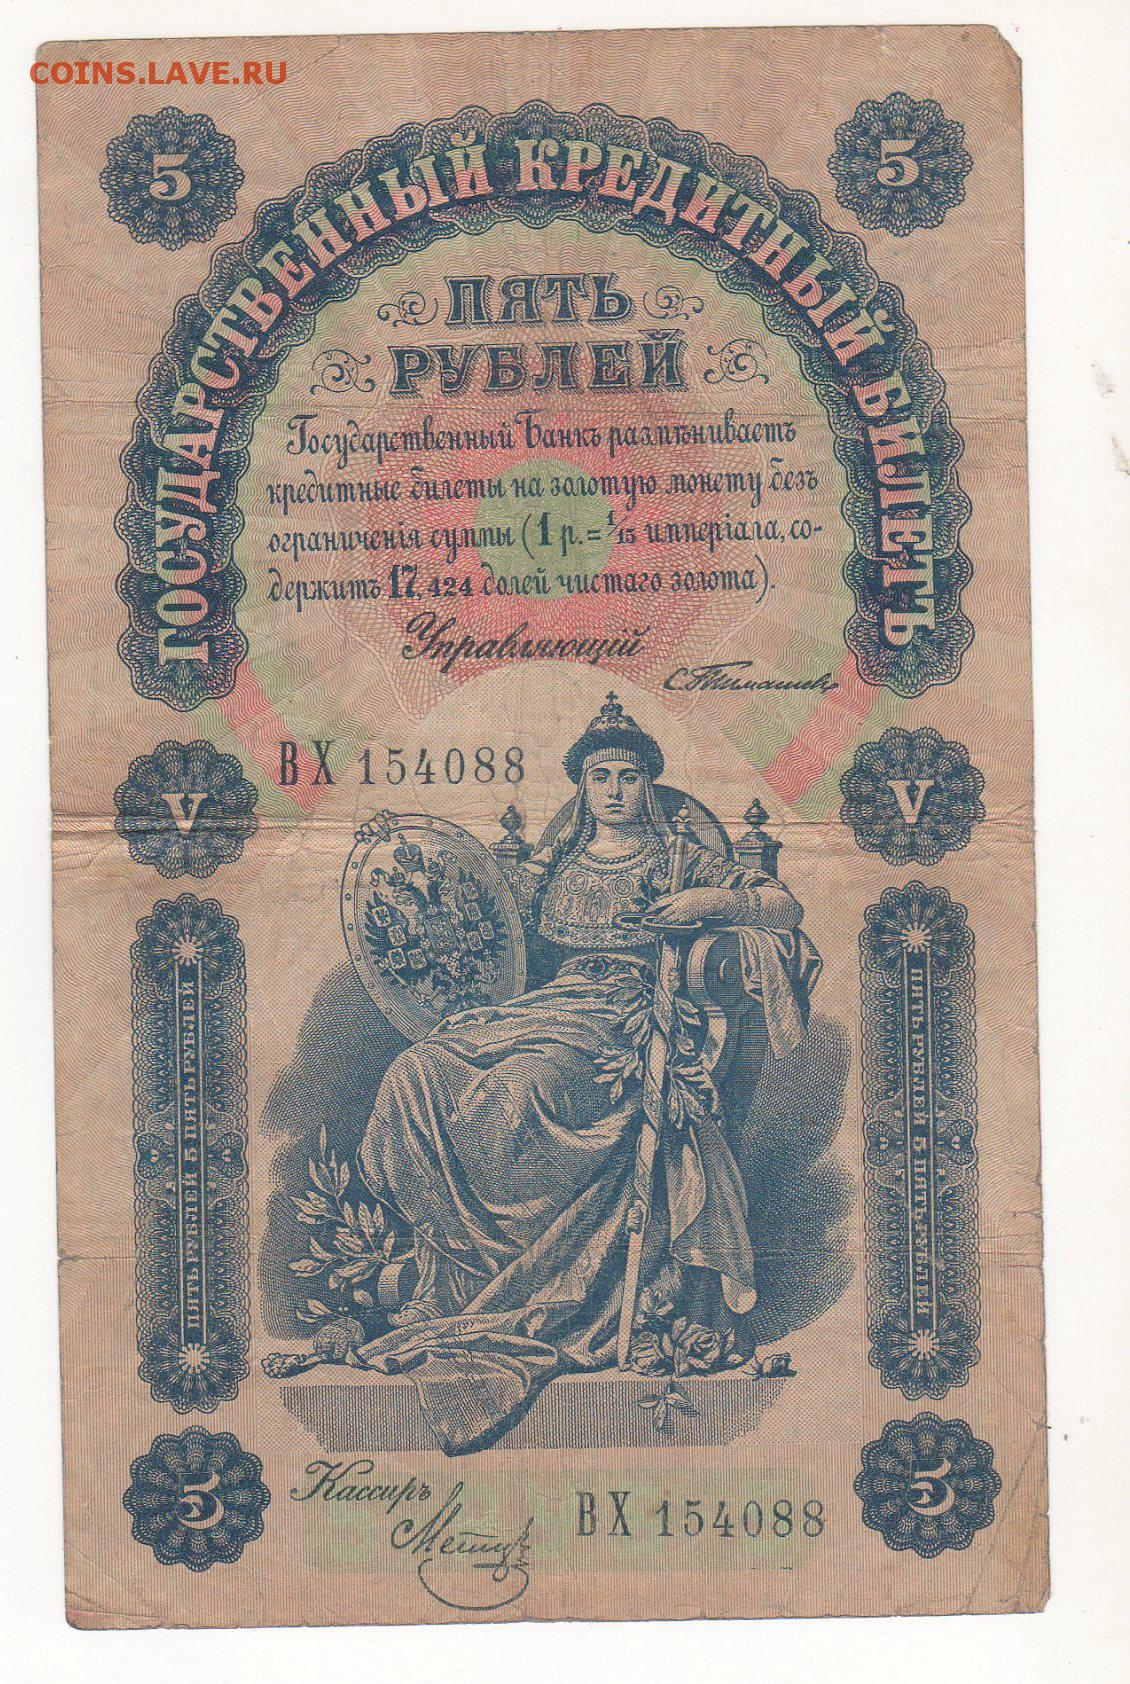 COINS.LAVE.RU
5 5
ГОСУДАРСТВЕННЫЙ КРЕДИТНЫЙ БИЛЕТЪ
ПЯТЬ
РУБЛЕЙ
Государственный Банкъ размѣниваетъ
кредитные билеты на золотую монету безъ
ограниченія суммы (1 р. = 1/15 имперіала, со-
держитъ 17,424 долей чистаго золота).
Управляющій
С. Тимашевъ
ВХ 154088
V V
ПЯТЬ РУБЛЕЙ 5 ПЯТЬ РУБЛЕЙ
ПЯТЬ РУБЛЕЙ 5 ПЯТЬ РУБЛЕЙ
Кассиръ
ВХ 154088
5 5